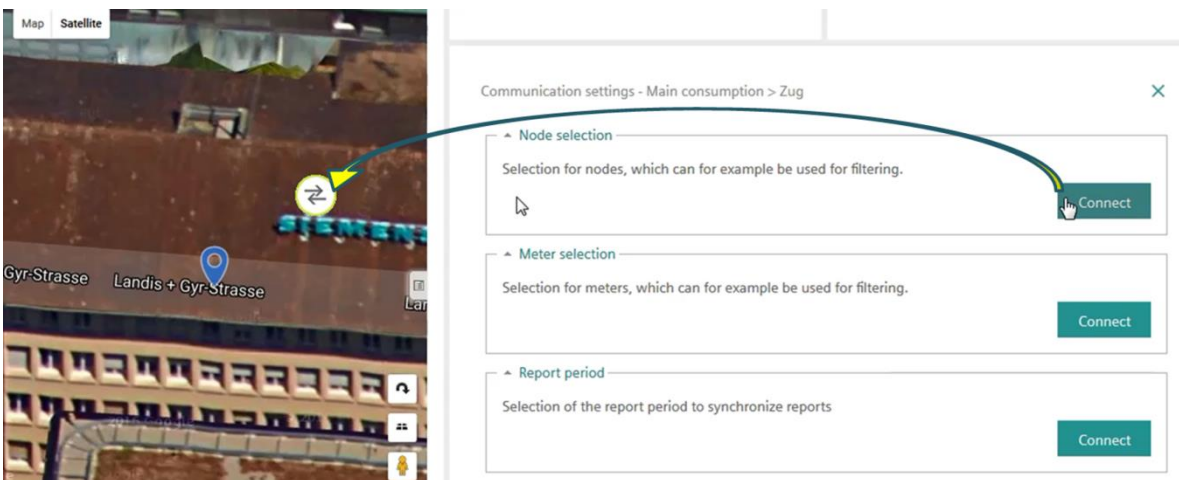 Map Satellite
SIEMENS
Gyr-Strasse
Landis + Gyr-Strasse
Communication settings - Main consumption > Zug
Node selection
Selection for nodes, which can for example be used for filtering.
Connect
Meter selection
Selection for meters, which can for example be used for filtering.
Connect
Report period
Selection of the report period to synchronize reports
Connect